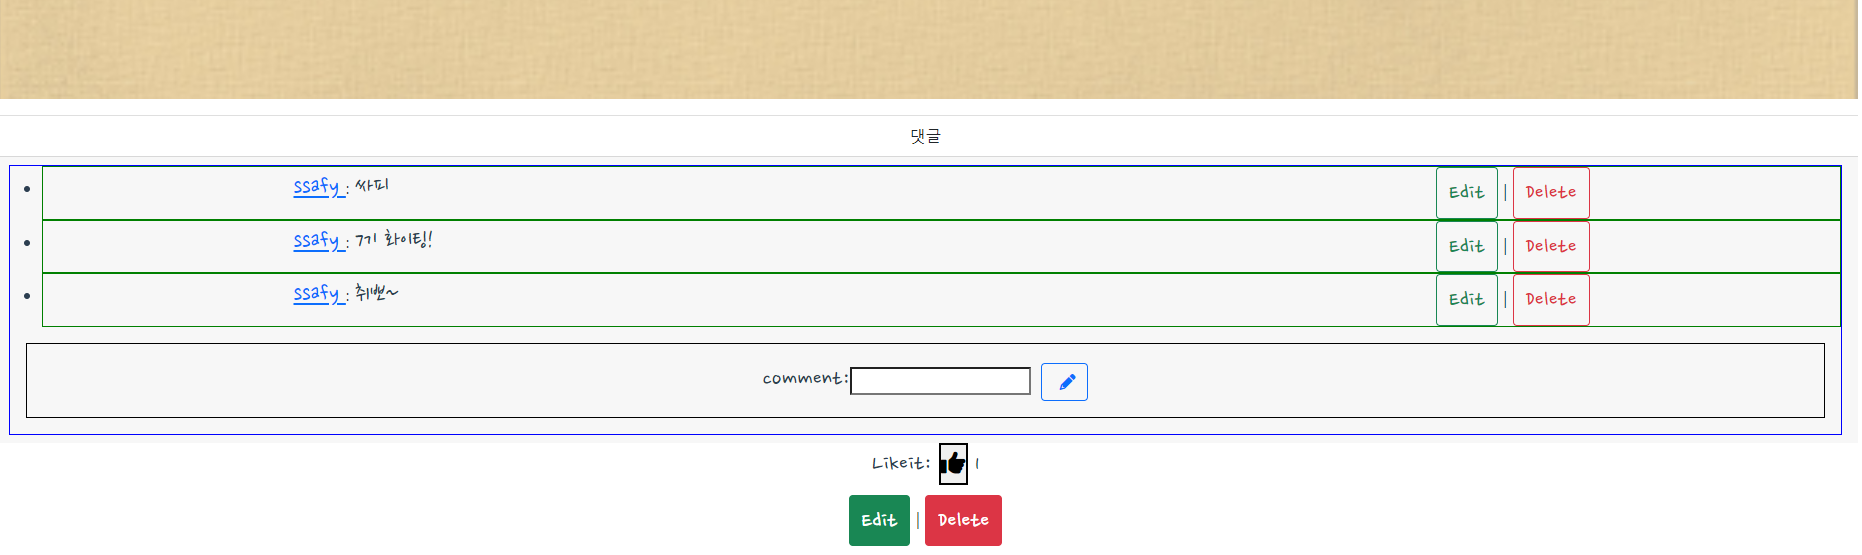 댓글
ssafy : 싸피 Edit | Delete
ssafy : 7기 화이팅! Edit | Delete
ssafy : 취뽀~ Edit | Delete
comment:
Likeit: 1
Edit | Delete